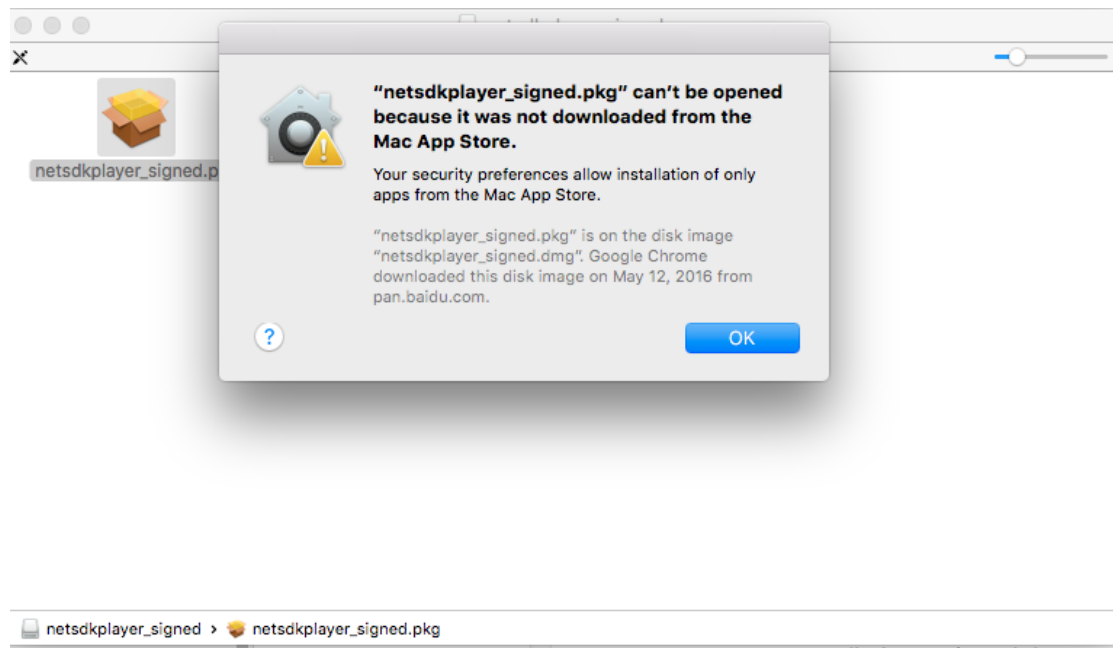 "netsdkplayer_signed.pkg" can't be opened
because it was not downloaded from the
Mac App Store.
Your security preferences allow installation of only
apps from the Mac App Store.
"netsdkplayer_signed.pkg" is on the disk image
"netsdkplayer_signed.dmg". Google Chrome
downloaded this disk image on May 12, 2016 from
pan.baidu.com.
?
OK
netsdkplayer_signed.p
netsdkplayer_signed › netsdkplayer_signed.pkg